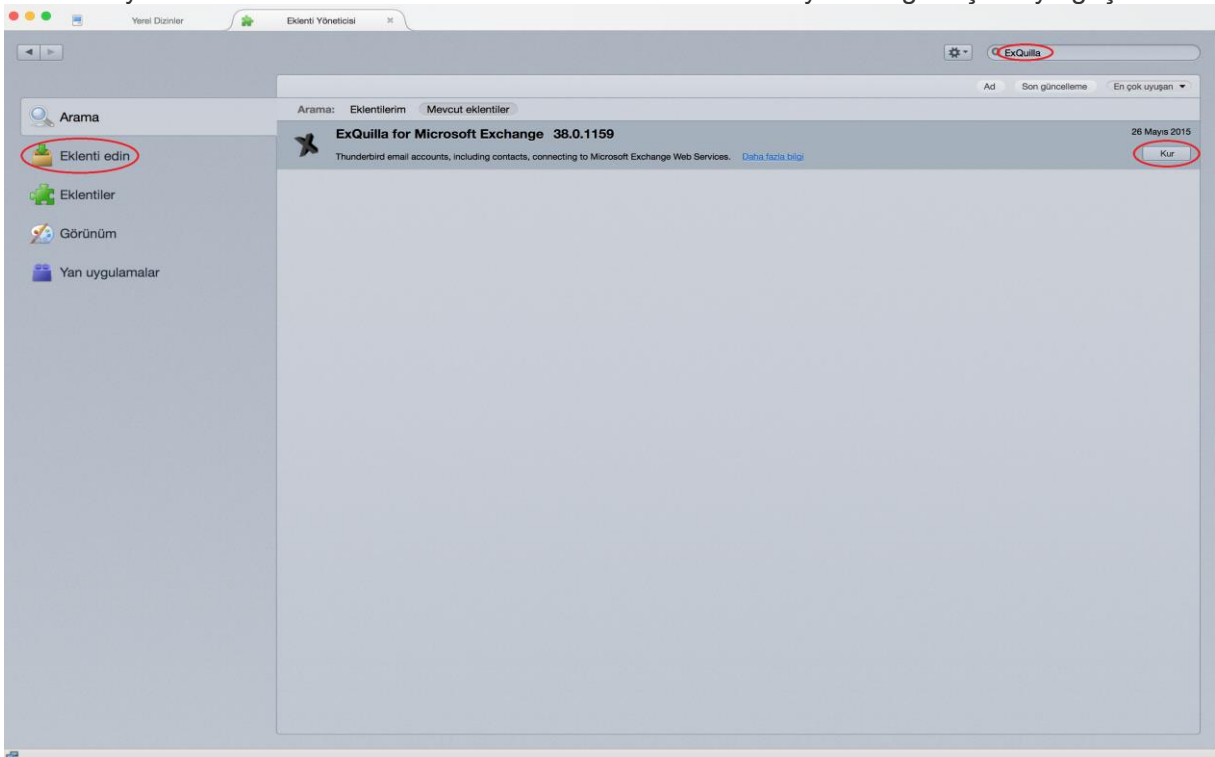 Yerel Dizinler
Eklenti Yöneticisi
ExQuilla
Ad Son güncelleme En çok uyuşan
Arama
Arama: Eklentilerim Mevcut eklentiler
ExQuilla for Microsoft Exchange 38.0.1159
26 Mayıs 2015
Thunderbird email accounts, including contacts, connecting to Microsoft Exchange Web Services. Daha fazla bilgi
Kur
Eklenti edin
Eklentiler
Görünüm
Yan uygulamalar